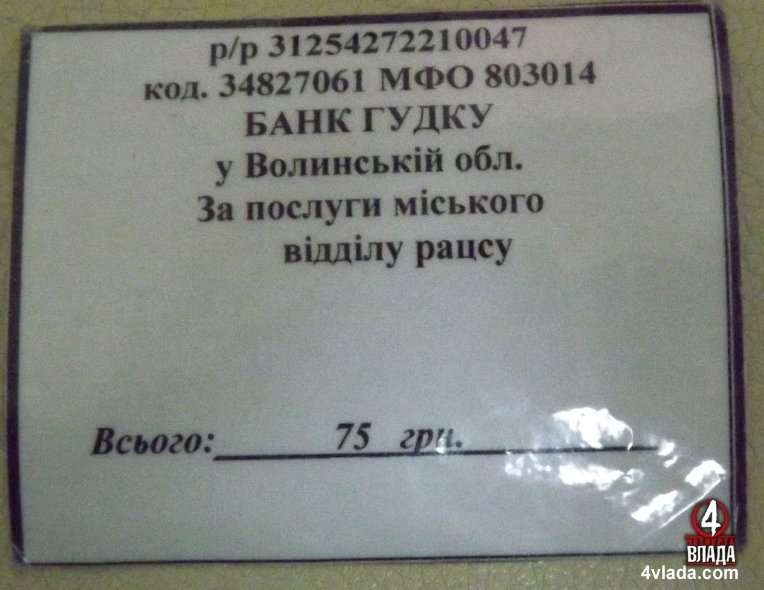 р/р 31254272210047
код. 34827061 МФО 803014
БАНК ГУДКУ
у Волинській обл.
За послуги міського
відділу рацсу
Всього: 75 грн.
4
ЧЕТВЕРТА
ВЛАДА
4vlada.com